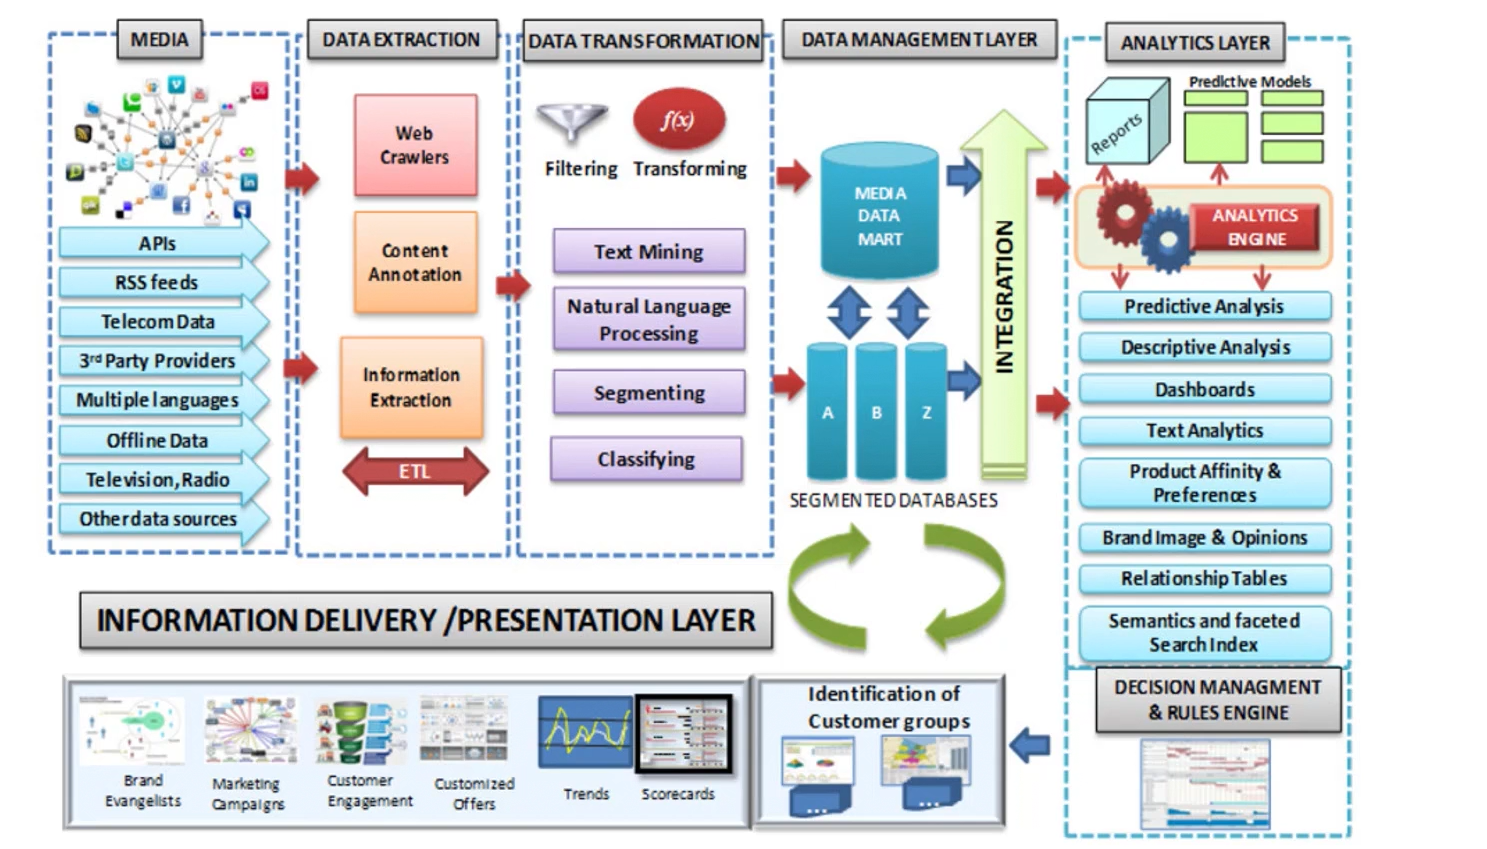 MEDIA
APIs
RSS feeds
Telecom Data
3rd Party Providers
Multiple languages
Offline Data
Television, Radio
Other data sources
DATA EXTRACTION
Web
Crawlers
Content
Annotation
Information
Extraction
ETL
DATA TRANSFORMATION
f(x)
Filtering
Transforming
Text Mining
Natural Language
Processing
Segmenting
Classifying
DATA MANAGEMENT LAYER
MEDIA
DATA
MART
A
B
Z
SEGMENTED DATABASES
INTEGRATION
ANALYTICS LAYER
Reports
Predictive Models
ANALYTICS
ENGINE
Predictive Analysis
Descriptive Analysis
Dashboards
Text Analytics
Product Affinity &
Preferences
Brand Image & Opinions
Relationship Tables
Semantics and faceted
Search Index
DECISION MANAGMENT
& RULES ENGINE
INFORMATION DELIVERY /PRESENTATION LAYER
Brand
Evangelists
Marketing
Campaigns
Customer
Engagement
Customized
Offers
Trends
Scorecards
Identification of
Customer groups
...
...